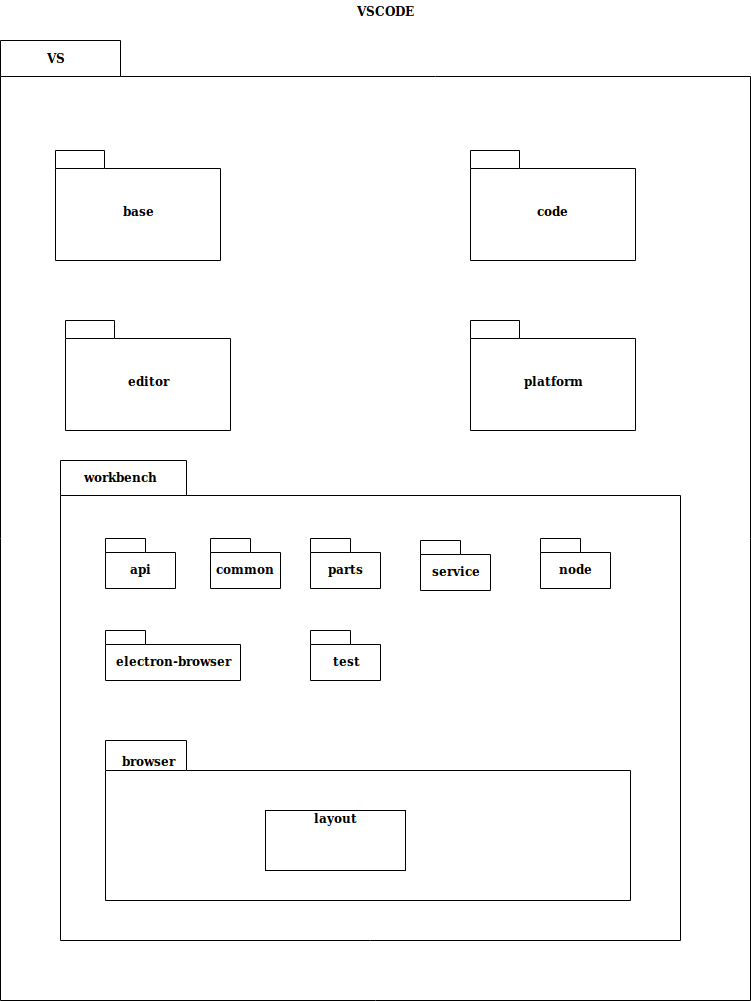 VSCODE
VS
base
code
editor
platform
workbench
api
common
parts
service
node
electron-browser
test
browser
layout